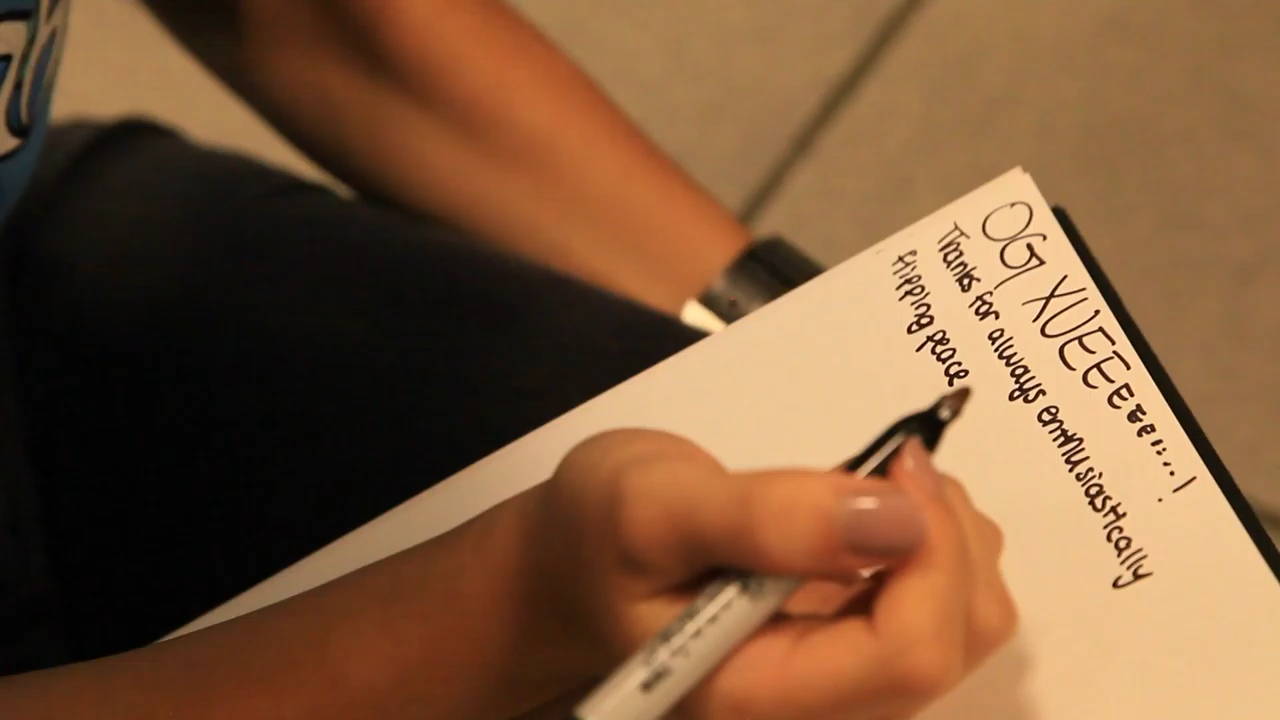 OG XUEEEEEE....!
Thanks for always enthusiastically
flipping peace